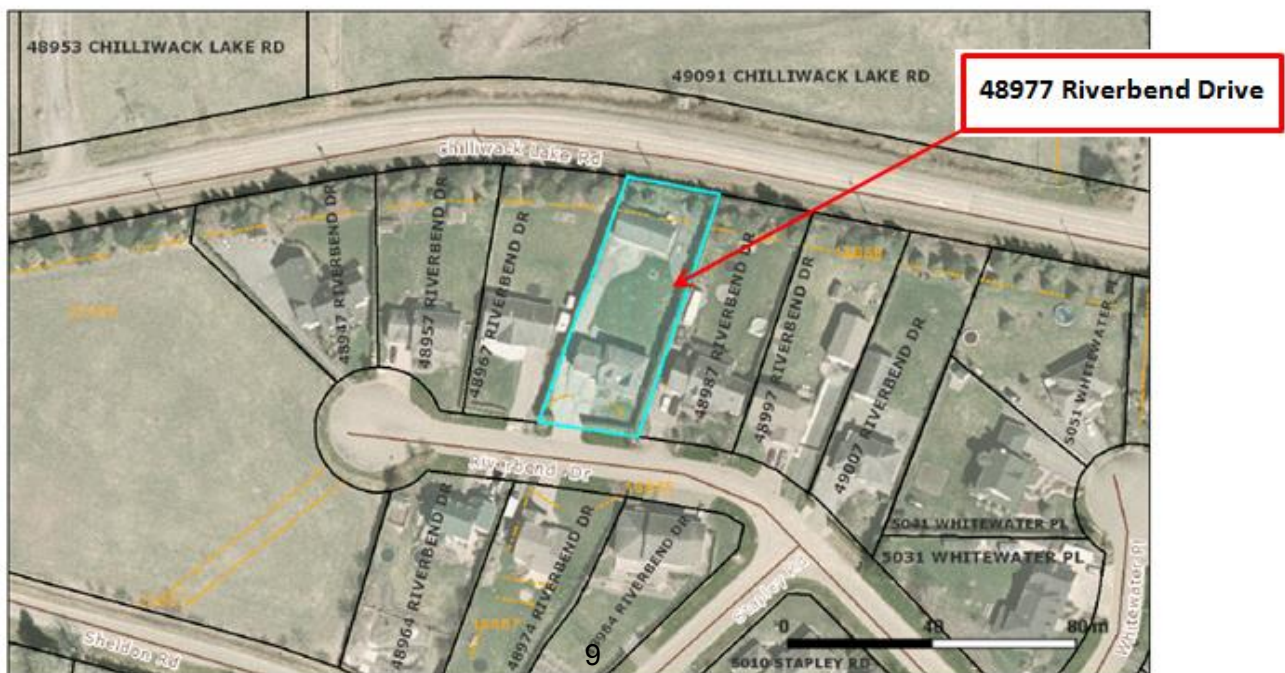 48953 CHILLIWACK LAKE RD
49091 CHILLIWACK LAKE RD
48977 Riverbend Drive
Chilliwack Lake Rd
48947 RIVERBEND DR
48957 RIVERBEND DR
48967 RIVERBEND DR
48987 RIVERBEND DR
48997 RIVERBEND DR
49007 RIVERBEND DR
5051 WHITEWATER PL
5041 WHITEWATER PL
5031 WHITEWATER PL
Riverbend Dr
48964 RIVERBEND DR
48974 RIVERBEND DR
48984 RIVERBEND DR
Stapley Rd
Whitewater Pl
Sheldon Rd
0 40 80 m
5010 STAPLEY RD
9